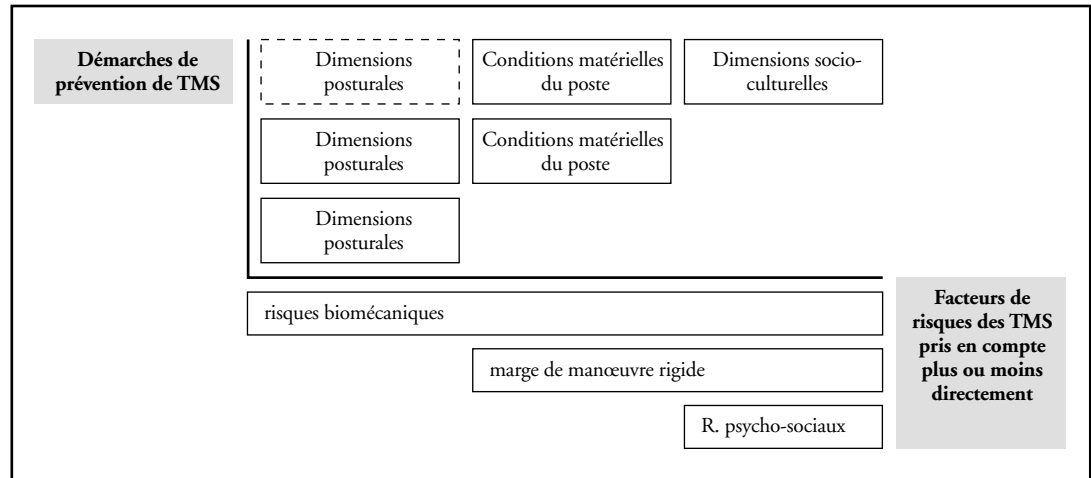 Démarches de
prévention de TMS
Dimensions
posturales
Conditions matérielles
du poste
Dimensions socio-
culturelles
Dimensions
posturales
Conditions matérielles
du poste
Dimensions
posturales
risques biomécaniques
marge de manœuvre rigide
R. psycho-sociaux
Facteurs de
risques des TMS
pris en compte
plus ou moins
directement